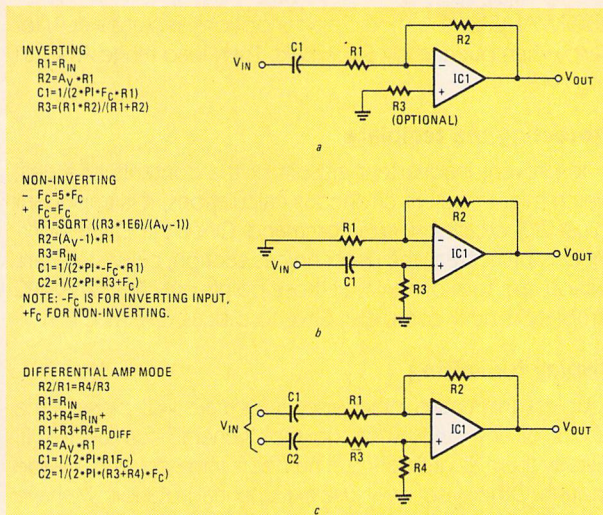 INVERTING
R1=RIN
R2=AV*R1
C1=1/(2*PI*FC*R1)
R3=(R1*R2)/(R1+R2)
VIN
C1
R1
R2
−
IC1
+
R3
(OPTIONAL)
VOUT
a
NON-INVERTING
− FC=5*FC
+ FC=FC
R1=SQRT ((R3*1E6)/(AV-1))
R2=(AV-1)*R1
R3=RIN
C1=1/(2*PI*-FC*R1)
C2=1/(2*PI*R3+FC)
NOTE: -FC IS FOR INVERTING INPUT,
+FC FOR NON-INVERTING.
R1
R2
VIN
C1
−
IC1
+
R3
VOUT
b
DIFFERENTIAL AMP MODE
R2/R1=R4/R3
R1=RIN
R3+R4=RIN+
R1+R3+R4=RDIFF
R2=AV*R1
C1=1/(2*PI*R1FC)
C2=1/(2*PI*(R3+R4)*FC)
VIN
C1
R1
R2
C2
R3
−
IC1
+
R4
VOUT
c